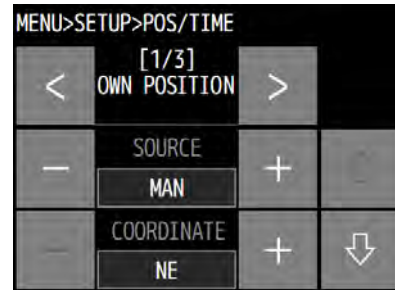 MENU>SETUP>POS/TIME
[1/3]
< OWN POSITION >
SOURCE
− MAN +
COORDINATE
− NE +